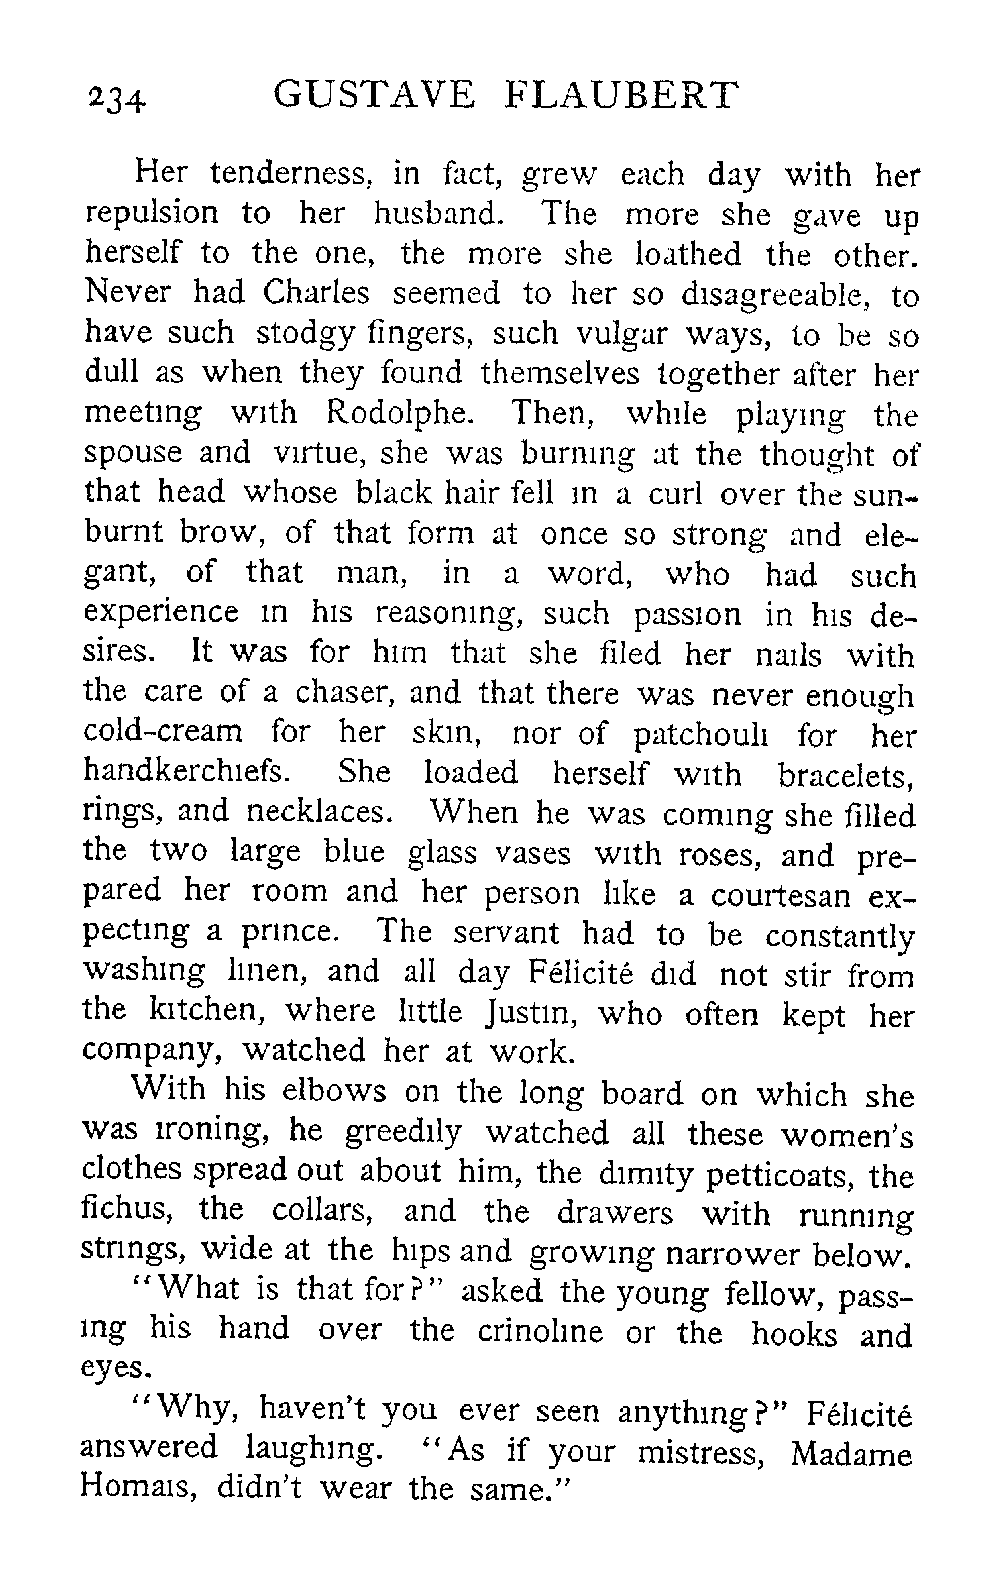 234 GUSTAVE FLAUBERT
Her tenderness, in fact, grew each day with her
repulsion to her husband. The more she gave up
herself to the one, the more she loathed the other.
Never had Charles seemed to her so disagreeable, to
have such stodgy fingers, such vulgar ways, to be so
dull as when they found themselves together after her
meeting with Rodolphe. Then, while playing the
spouse and virtue, she was burning at the thought of
that head whose black hair fell in a curl over the sun-
burnt brow, of that form at once so strong and ele-
gant, of that man, in a word, who had such
experience in his reasoning, such passion in his de-
sires. It was for him that she filed her nails with
the care of a chaser, and that there was never enough
cold-cream for her skin, nor of patchouli for her
handkerchiefs. She loaded herself with bracelets,
rings, and necklaces. When he was coming she filled
the two large blue glass vases with roses, and pre-
pared her room and her person like a courtesan ex-
pecting a prince. The servant had to be constantly
washing linen, and all day Félicité did not stir from
the kitchen, where little Justin, who often kept her
company, watched her at work.
With his elbows on the long board on which she
was ironing, he greedily watched all these women's
clothes spread out about him, the dimity petticoats, the
fichus, the collars, and the drawers with running
strings, wide at the hips and growing narrower below.
"What is that for?" asked the young fellow, pass-
ing his hand over the crinoline or the hooks and
eyes.
"Why, haven't you ever seen anything?" Félicité
answered laughing. "As if your mistress, Madame
Homais, didn't wear the same."